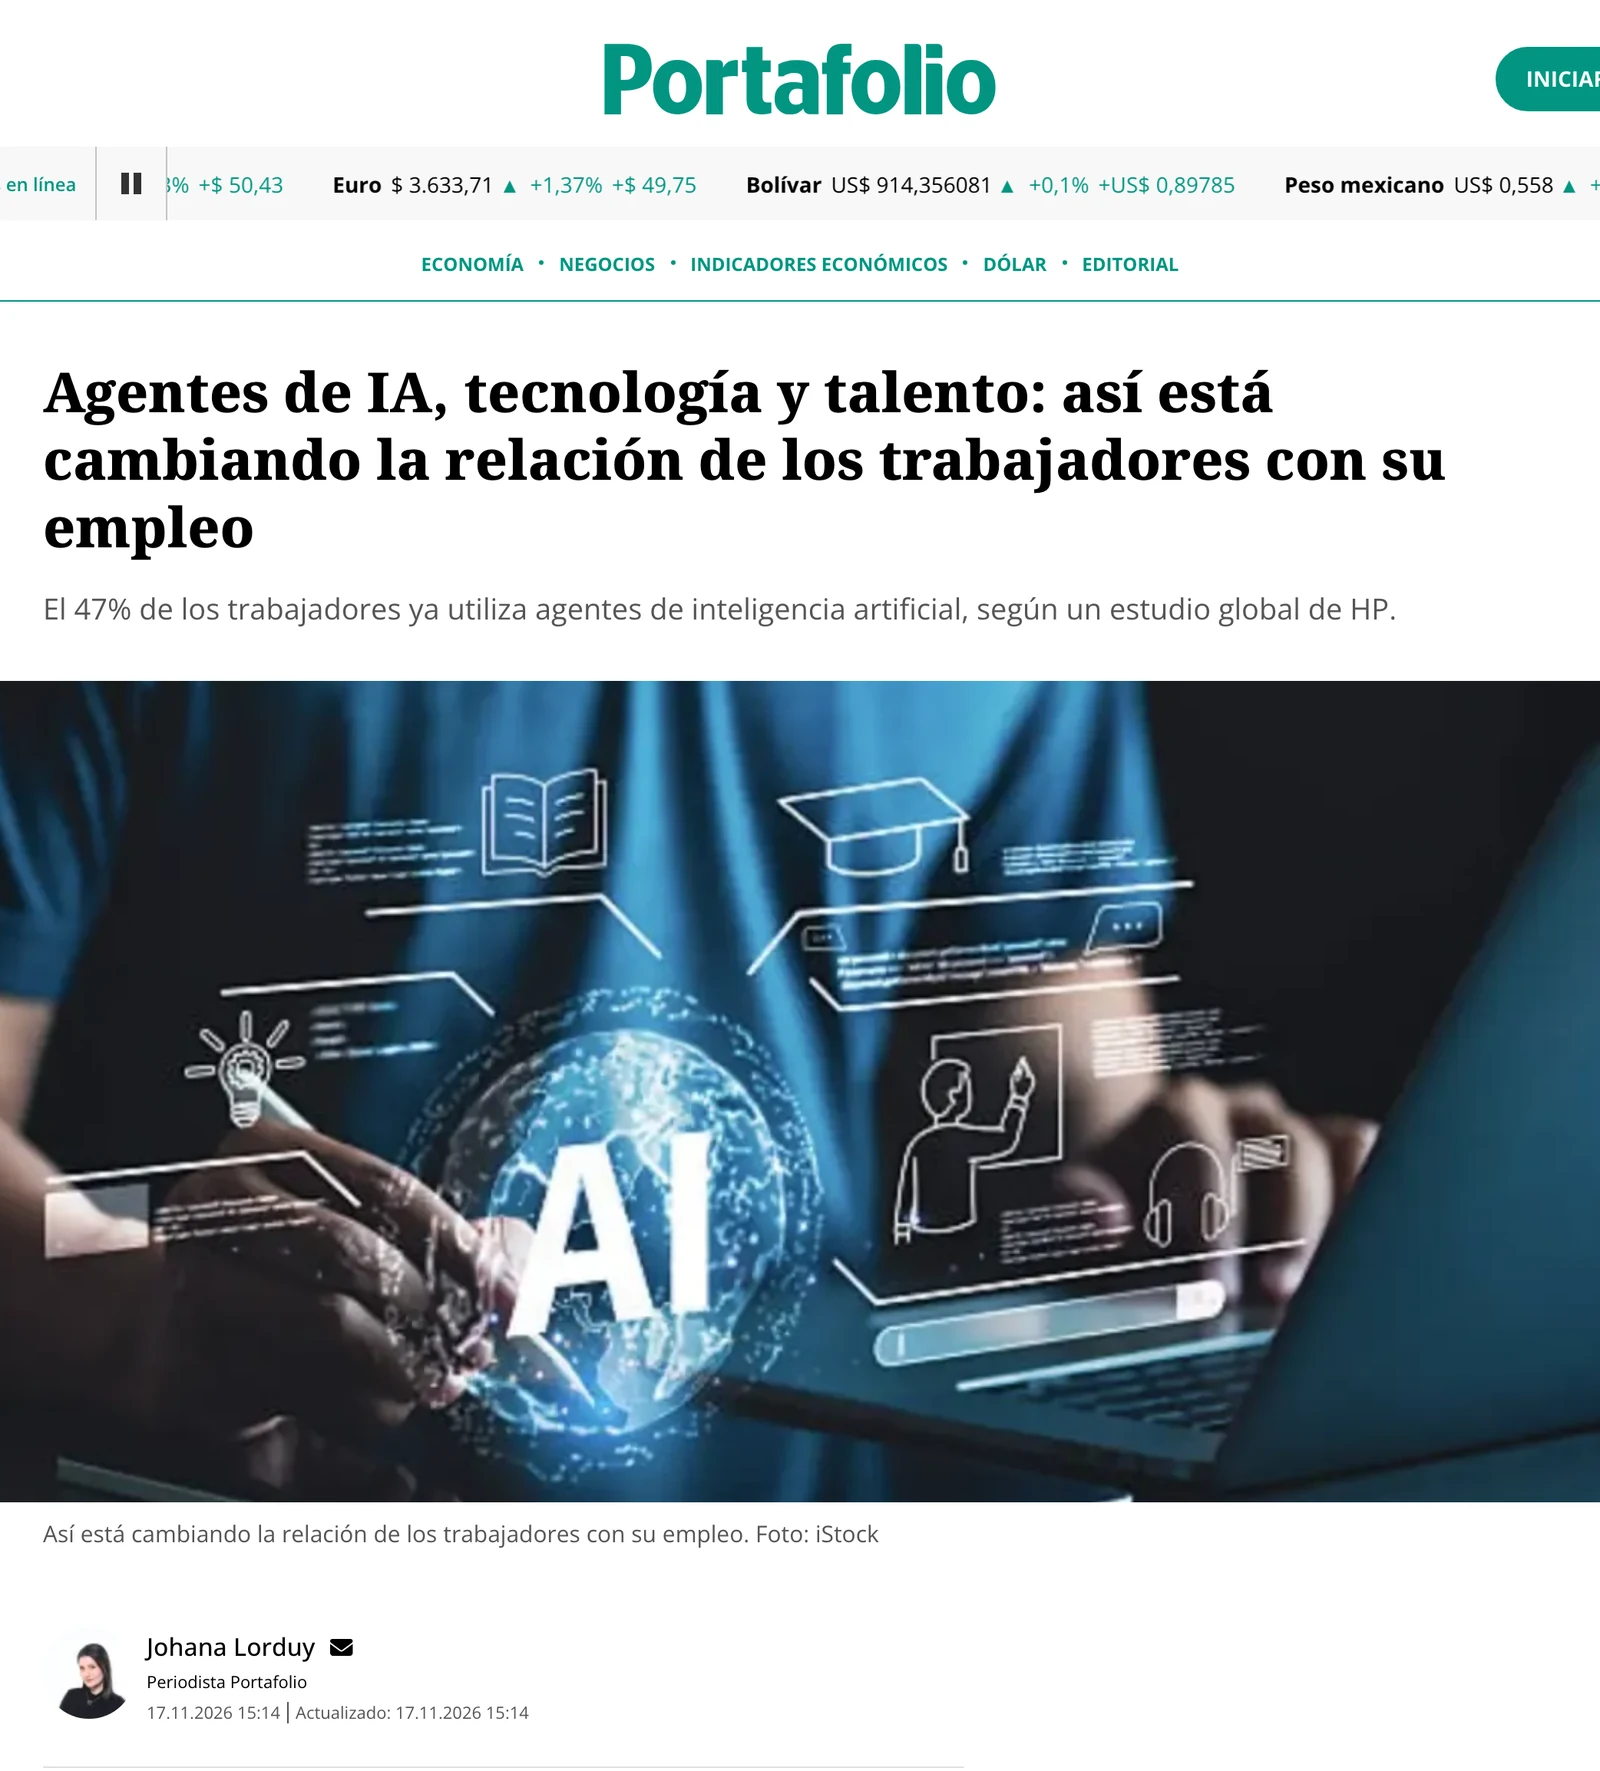 Portafolio
INICIAR
en línea
% +$ 50,43 Euro $ 3.633,71 ▲ +1,37% +$ 49,75 Bolívar US$ 914,356081 ▲ +0,1% +US$ 0,89785 Peso mexicano US$ 0,558 ▲ +
ECONOMÍA • NEGOCIOS • INDICADORES ECONÓMICOS • DÓLAR • EDITORIAL
Agentes de IA, tecnología y talento: así está
cambiando la relación de los trabajadores con su
empleo
El 47% de los trabajadores ya utiliza agentes de inteligencia artificial, según un estudio global de HP.
AI
Así está cambiando la relación de los trabajadores con su empleo. Foto: iStock
Johana Lorduy
Periodista Portafolio
17.11.2026 15:14 | Actualizado: 17.11.2026 15:14